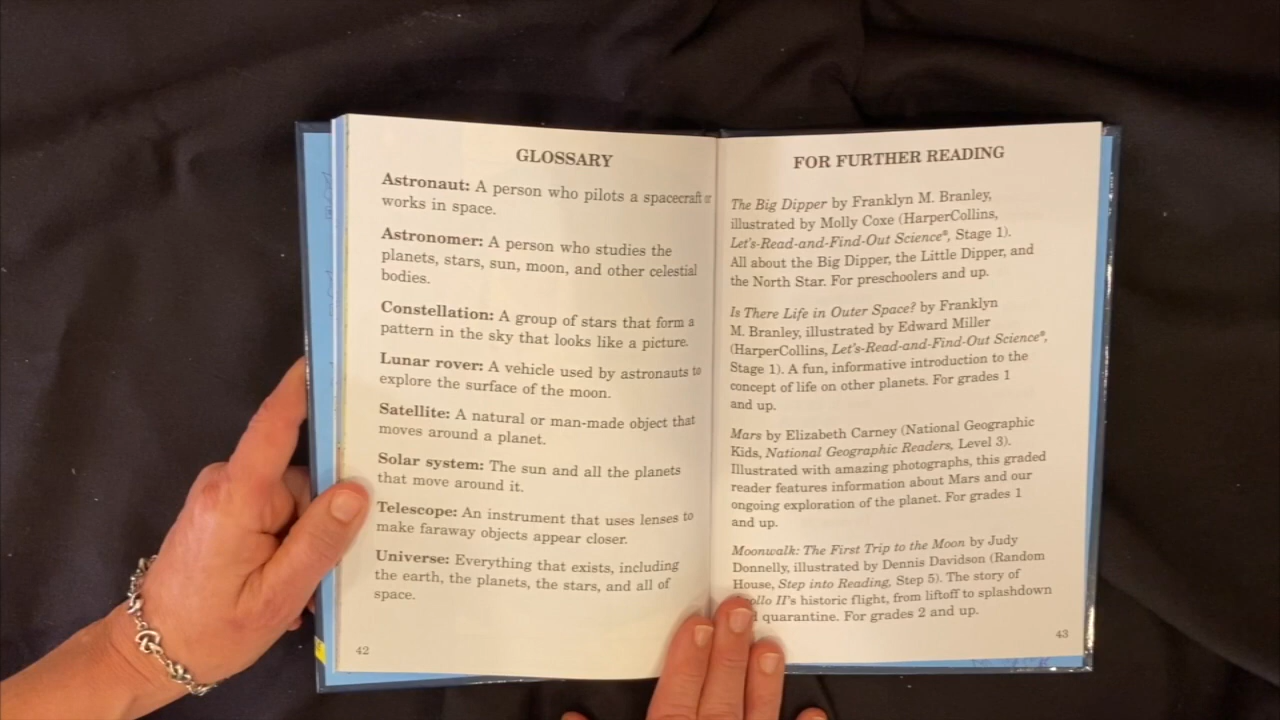 GLOSSARY
Astronaut: A person who pilots a spacecraft or
works in space.
Astronomer: A person who studies the
planets, stars, sun, moon, and other celestial
bodies.
Constellation: A group of stars that form a
pattern in the sky that looks like a picture.
Lunar rover: A vehicle used by astronauts to
explore the surface of the moon.
Satellite: A natural or man-made object that
moves around a planet.
Solar system: The sun and all the planets
that move around it.
Telescope: An instrument that uses lenses to
make faraway objects appear closer.
Universe: Everything that exists, including
the earth, the planets, the stars, and all of
space.
42
FOR FURTHER READING
The Big Dipper by Franklyn M. Branley,
illustrated by Molly Coxe (HarperCollins,
Let's-Read-and-Find-Out Science®, Stage 1).
All about the Big Dipper, the Little Dipper, and
the North Star. For preschoolers and up.
Is There Life in Outer Space? by Franklyn
M. Branley, illustrated by Edward Miller
(HarperCollins, Let's-Read-and-Find-Out Science®,
Stage 1). A fun, informative introduction to the
concept of life on other planets. For grades 1
and up.
Mars by Elizabeth Carney (National Geographic
Kids, National Geographic Readers, Level 3).
Illustrated with amazing photographs, this graded
reader features information about Mars and our
ongoing exploration of the planet. For grades 1
and up.
Moonwalk: The First Trip to the Moon by Judy
Donnelly, illustrated by Dennis Davidson (Random
House, Step into Reading, Step 5). The story of
II's historic flight, from liftoff to splashdown
quarantine. For grades 2 and up.
43